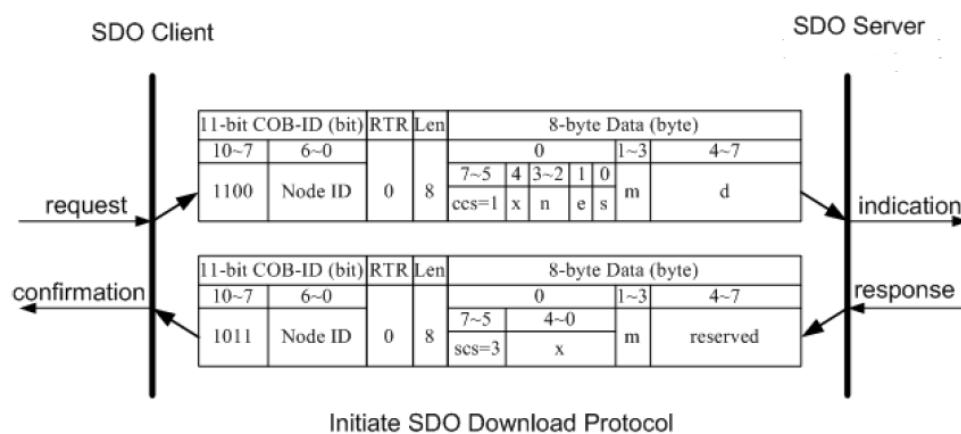 SDO Client
SDO Server
11-bit COB-ID (bit) RTR Len 8-byte Data (byte)
10~7 6~0 0 1~3 4~7
7~5 4 3~2 1 0
1100 Node ID 0 8 m d
ccs=1 x n e s
request
indication
11-bit COB-ID (bit) RTR Len 8-byte Data (byte)
confirmation
10~7 6~0 0 1~3 4~7
response
7~5 4~0
1011 Node ID 0 8 m reserved
scs=3 x
Initiate SDO Download Protocol